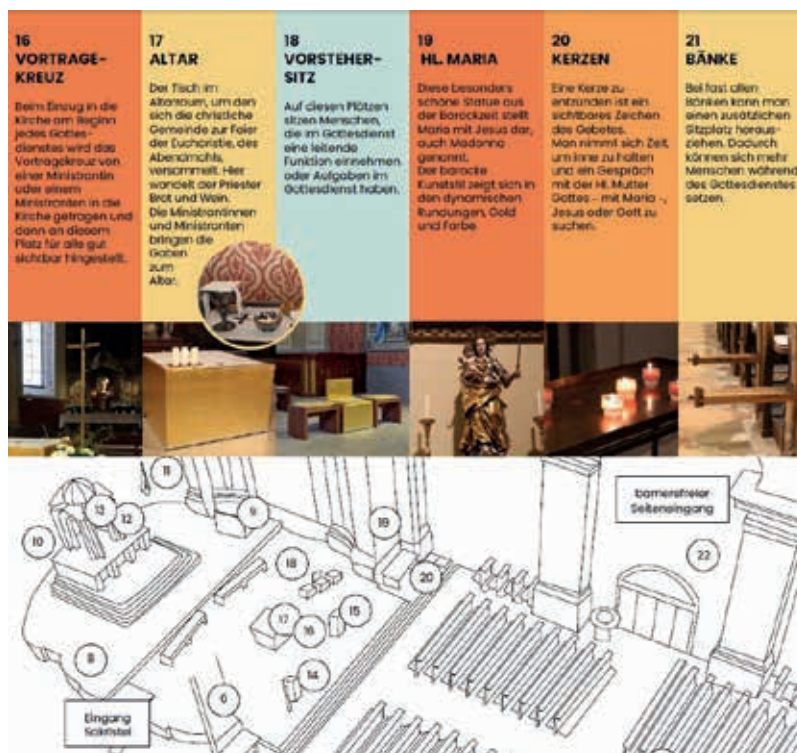 16
VORTRAGE-
KREUZ
Beim Einzug in die
Kirche am Beginn
jedes Gottes-
dienstes wird das
Vortragekreuz von
einer Ministrantin
oder einem
Ministranten in die
Kirche getragen und
dann an diesem
Platz für alle gut
sichtbar hingestellt.
17
ALTAR
Der Tisch im
Altarraum, um den
sich die christliche
Gemeinde zur Feier
der Eucharistie, des
Abendmahls,
versammelt. Hier
wandelt der Priester
Brot und Wein.
Die Ministrantinnen
und Ministranten
bringen die
Gaben
zum
Altar.
18
VORSTEHER-
SITZ
Auf diesen Plätzen
sitzen Menschen,
die im Gottesdienst
eine leitende
Funktion einnehmen
oder Aufgaben im
Gottesdienst haben.
19
HL. MARIA
Diese besonders
schöne Statue aus
der Barockzeit stellt
Maria mit Jesus dar,
auch Madonna
genannt.
Der barocke
Kunststil zeigt sich in
den dynamischen
Rundungen, Gold
und Farbe.
20
KERZEN
Eine Kerze zu
entzünden ist ein
sichtbares Zeichen
des Gebetes.
Man nimmt sich Zeit,
um inne zu halten
und ein Gespräch
mit der Hl. Mutter
Gottes - mit Maria -,
Jesus oder Gott zu
suchen.
21
BÄNKE
Bei fast allen
Bänken kann man
einen zusätzlichen
Sitzplatz heraus-
ziehen. Dadurch
können sich mehr
Menschen während
des Gottesdienstes
setzen.
11
13
12
9
10
19
barrierefreier
Seiteneingang
22
18
20
17
16
15
8
14
6
Eingang
Sakristei